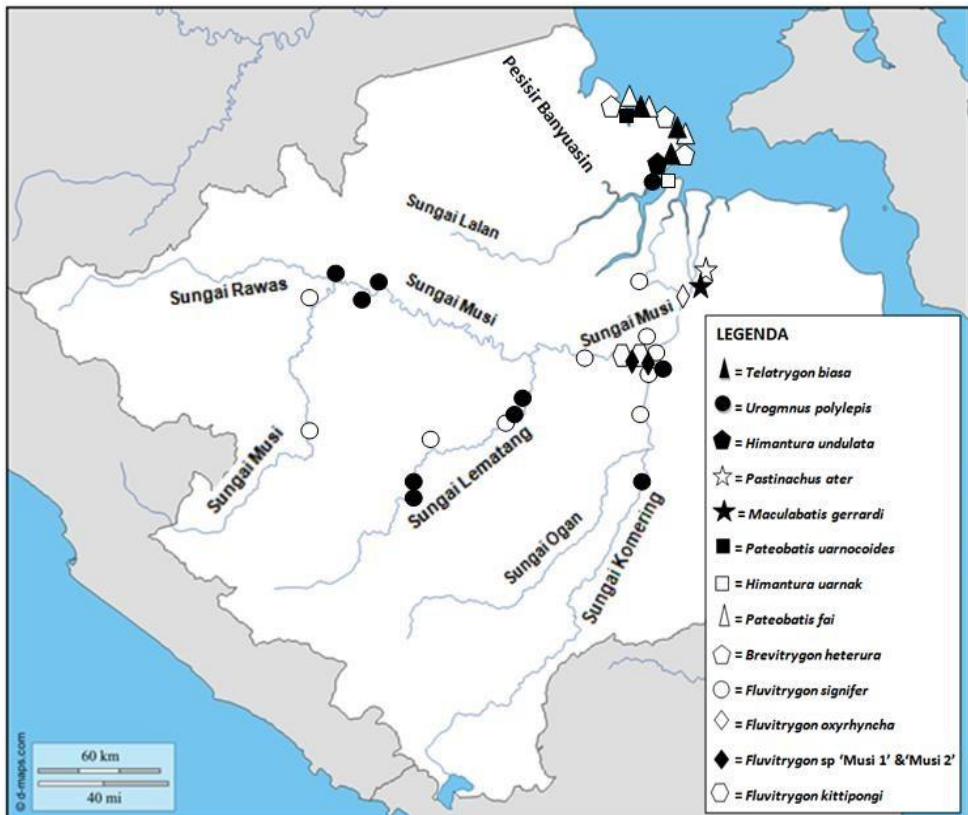 Pesisir Banyuasin
Sungai Lalan
Sungai Rawas
Sungai Musi
Sungai Musi
Sungai Musi
Sungai Lematang
Sungai Ogan
Sungai Komering
LEGENDA
= Telatrygon biasa
= Urogmnus polylepis
= Himantura undulata
= Pastinachus ater
= Maculabatis gerrardi
= Pateobatis uarnocoides
= Himantura uarnak
= Pateobatis fai
= Brevitrygon heterura
= Fluvitrygon signifer
= Fluvitrygon oxyrhyncha
= Fluvitrygon sp ‘Musi 1’ &‘Musi 2’
= Fluvitrygon kittipongi
60 km
40 mi
© d-maps.com